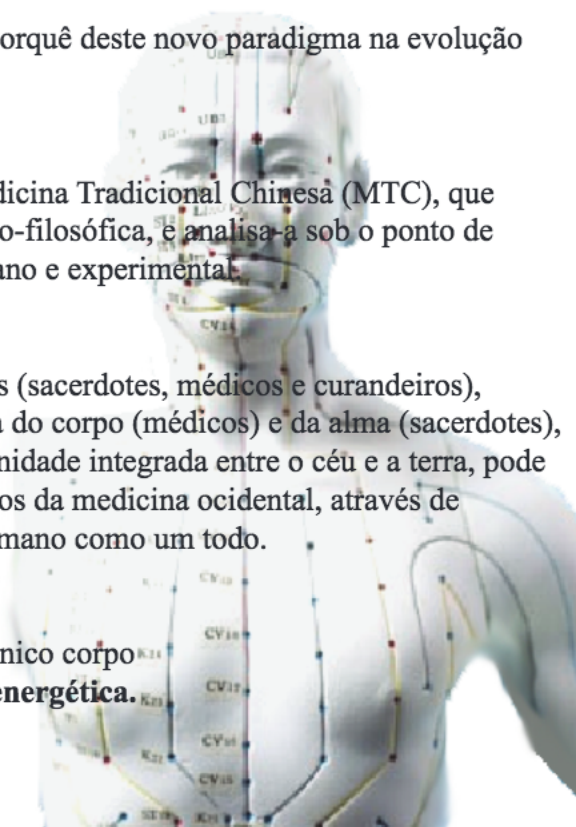 orquê deste novo paradigma na evolução
dicina Tradicional Chinesa (MTC), que
o-filosófica, e analisa-a sob o ponto de
ano e experimental.
s (sacerdotes, médicos e curandeiros),
a do corpo (médicos) e da alma (sacerdotes),
nidade integrada entre o céu e a terra, pode
os da medicina ocidental, através de
mano como um todo.
nico corpo
energética.